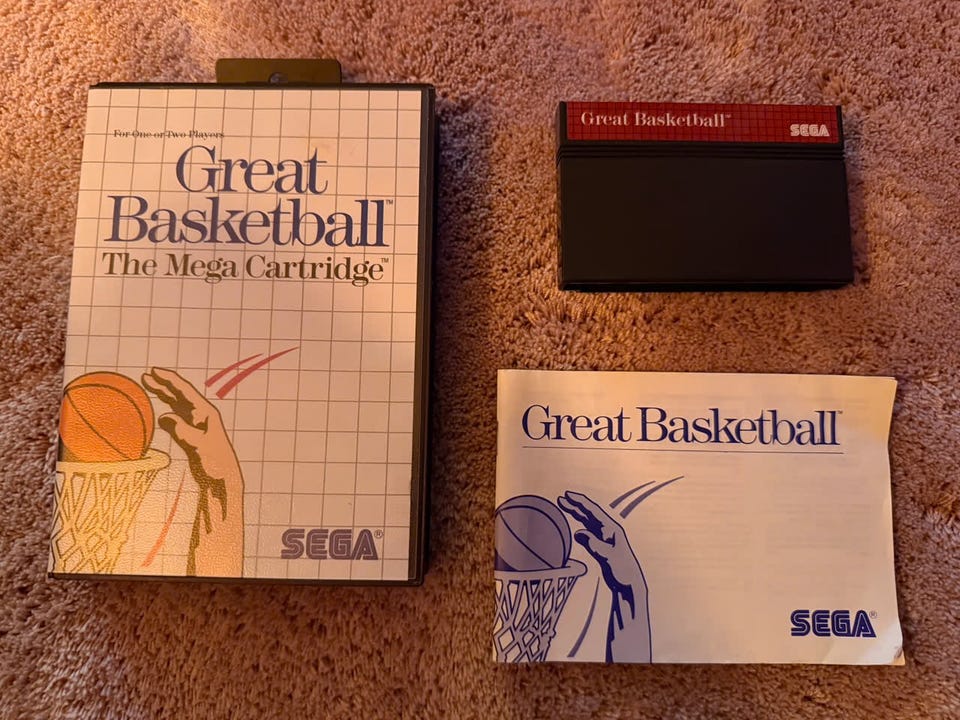 For One or Two Players
Great
Basketball™
The Mega Cartridge™
SEGA®
Great Basketball™
SEGA
Great Basketball™
SEGA®